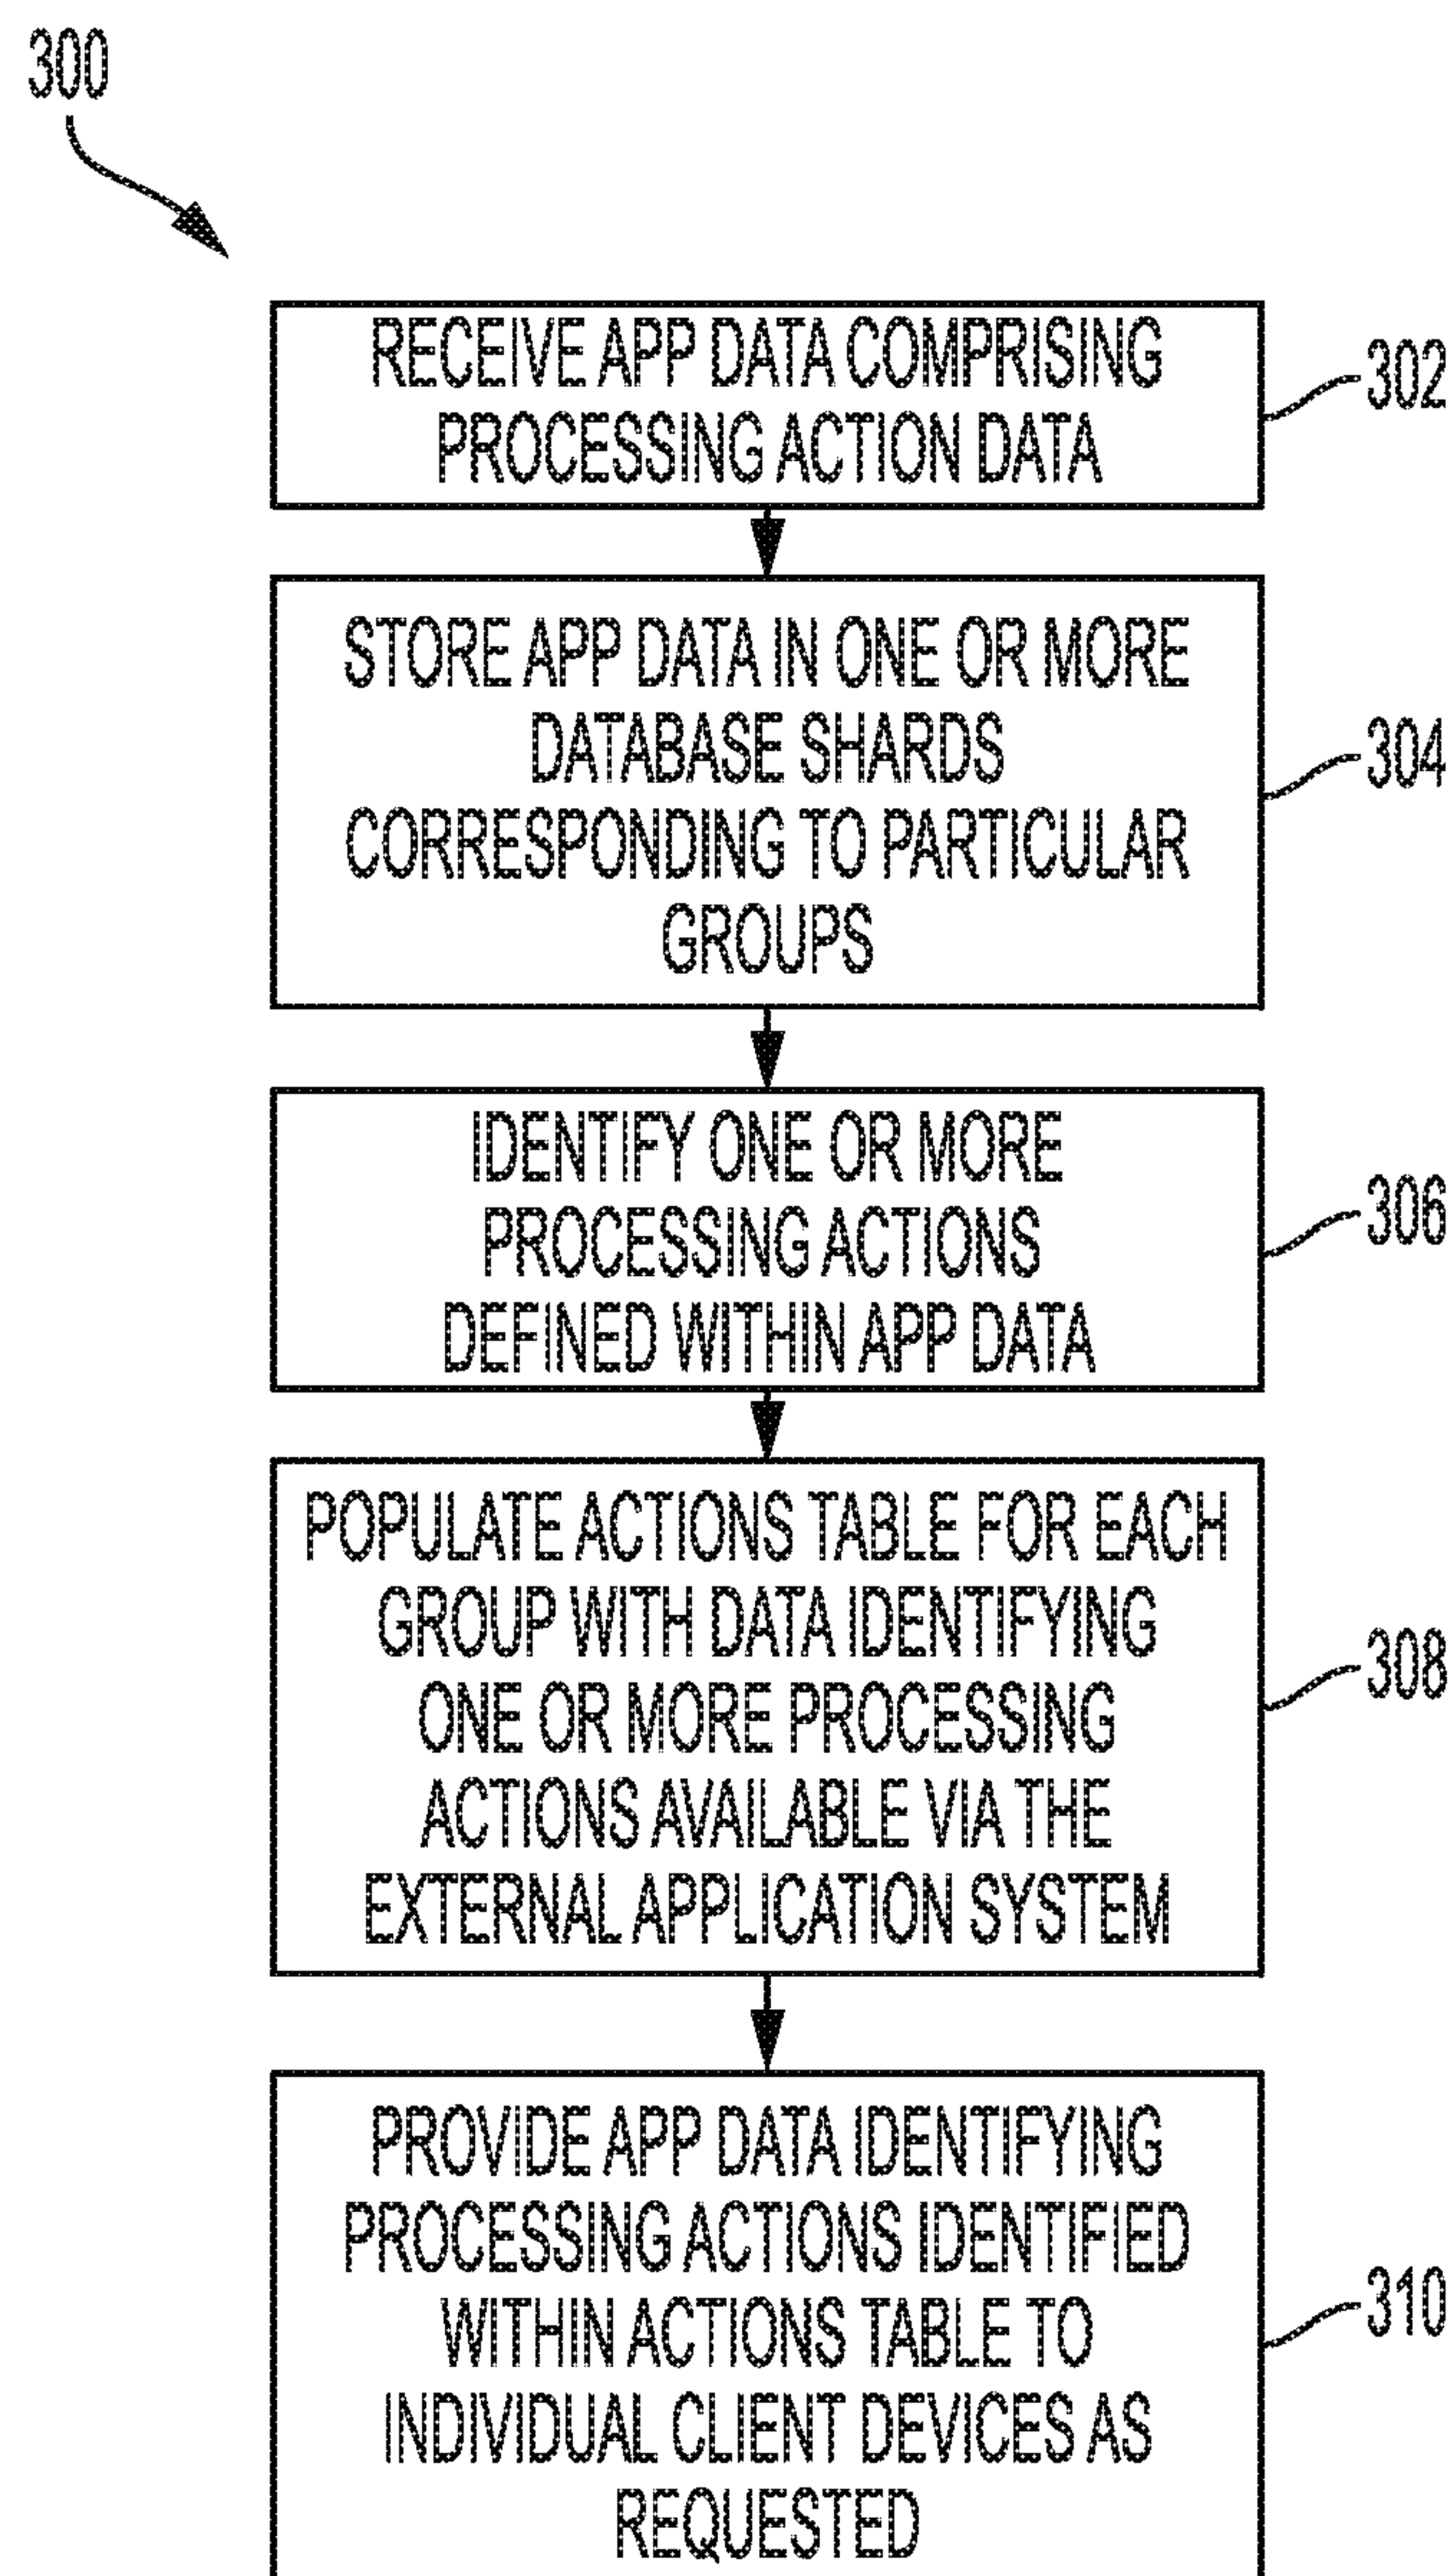 300
RECEIVE APP DATA COMPRISING
PROCESSING ACTION DATA
302
STORE APP DATA IN ONE OR MORE
DATABASE SHARDS
CORRESPONDING TO PARTICULAR
GROUPS
304
IDENTIFY ONE OR MORE
PROCESSING ACTIONS
DEFINED WITHIN APP DATA
306
POPULATE ACTIONS TABLE FOR EACH
GROUP WITH DATA IDENTIFYING
ONE OR MORE PROCESSING
ACTIONS AVAILABLE VIA THE
EXTERNAL APPLICATION SYSTEM
308
PROVIDE APP DATA IDENTIFYING
PROCESSING ACTIONS IDENTIFIED
WITHIN ACTIONS TABLE TO
INDIVIDUAL CLIENT DEVICES AS
REQUESTED
310